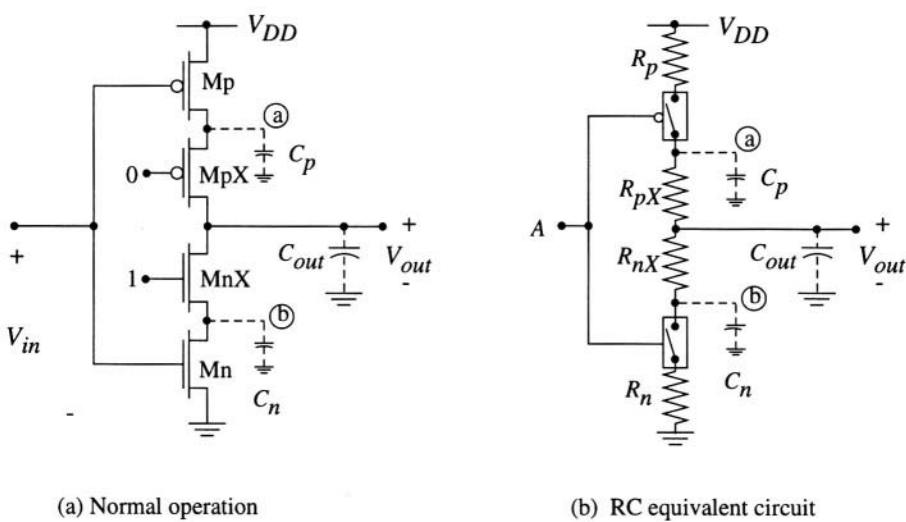 V_DD
Mp
a
C_p
0
MpX
+
C_out
V_out
-
+
1
MnX
V_in
b
Mn
C_n
-
(a) Normal operation
V_DD
R_p
a
C_p
R_pX
A
+
C_out
V_out
-
R_nX
b
C_n
R_n
(b) RC equivalent circuit